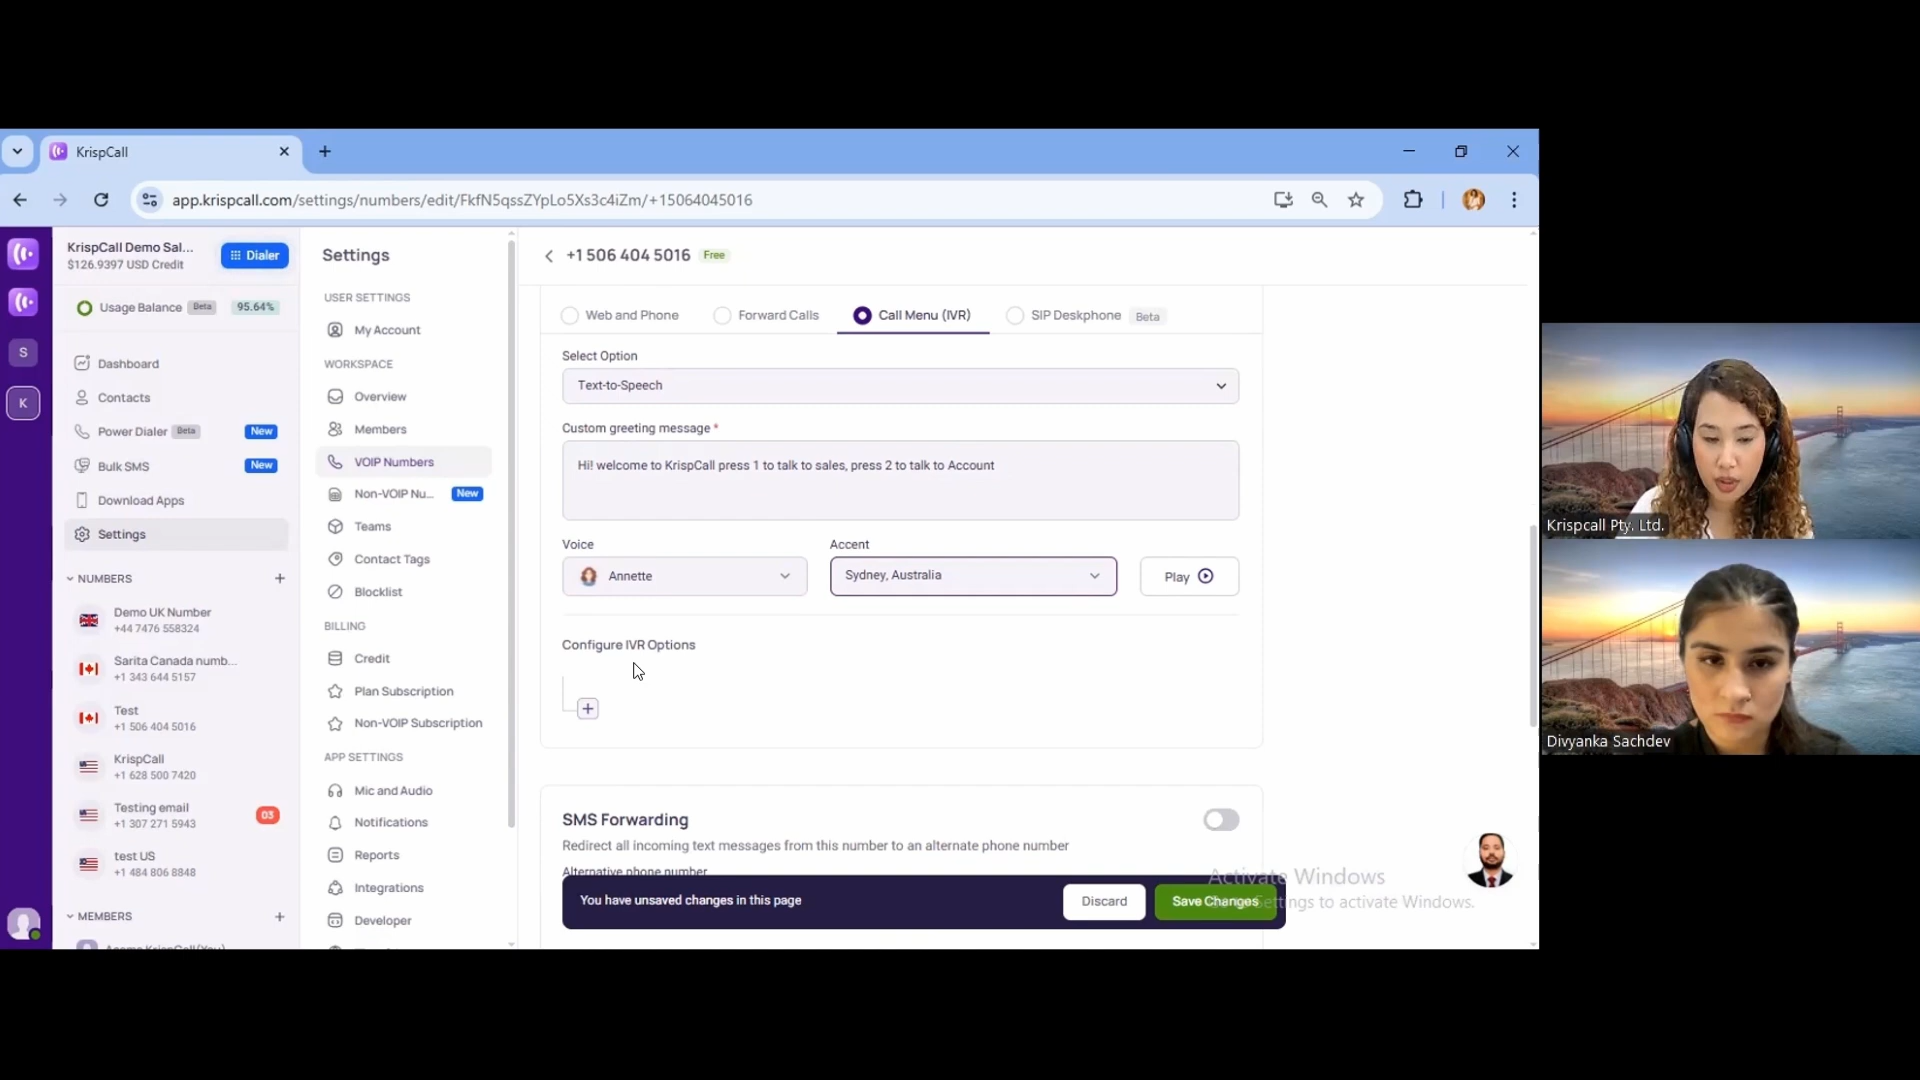 KrispCall
app.krispcall.com/settings/numbers/edit/FkfN5qssZYpLo5Xs3c4iZm/+15064045016
KrispCall Demo Sal...
$126.9397 USD Credit
Dialer
Usage Balance Beta 95.64%
Dashboard
Contacts
Power Dialer Beta New
Bulk SMS New
Download Apps
Settings
NUMBERS
Demo UK Number
+44 7476 558324
Sarita Canada numb...
+1 343 644 5157
Test
+1 506 404 5016
KrispCall
+1 628 500 7420
Testing email
+1 307 271 5943
03
test US
+1 484 806 8848
MEMBERS
S
K
Settings
USER SETTINGS
My Account
WORKSPACE
Overview
Members
VOIP Numbers
Non-VOIP Nu... New
Teams
Contact Tags
Blocklist
BILLING
Credit
Plan Subscription
Non-VOIP Subscription
APP SETTINGS
Mic and Audio
Notifications
Reports
Integrations
Developer
+1 506 404 5016 Free
Web and Phone
Forward Calls
Call Menu (IVR)
SIP Deskphone Beta
Select Option
Text-to-Speech
Custom greeting message *
Hi! welcome to KrispCall press 1 to talk to sales, press 2 to talk to Account
Voice
Annette
Accent
Sydney, Australia
Play
Configure IVR Options
SMS Forwarding
Redirect all incoming text messages from this number to an alternate phone number
Alternative phone number
You have unsaved changes in this page
Discard
Save Changes
Activate Windows
Settings to activate Windows.
Krispcall Pty. Ltd.
Divyanka Sachdev